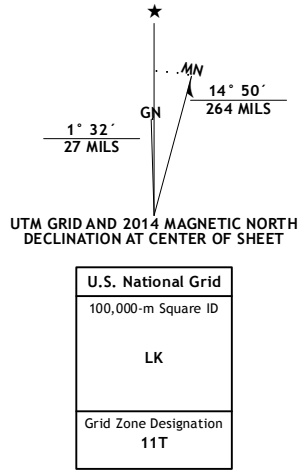 ★
MN
GN
14° 50´
264 MILS
1° 32´
27 MILS
UTM GRID AND 2014 MAGNETIC NORTH
DECLINATION AT CENTER OF SHEET
U.S. National Grid
100,000-m Square ID
LK
Grid Zone Designation
11T